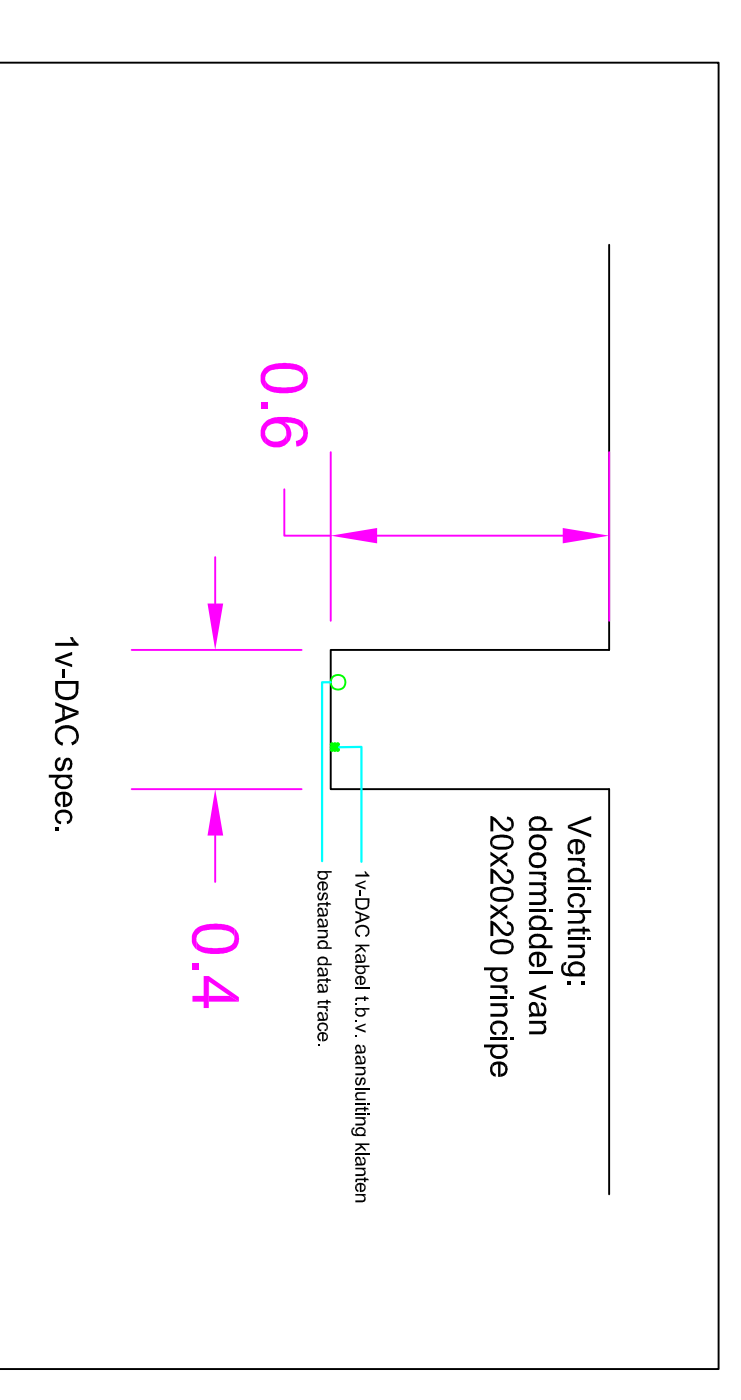 Verdichting:
doormiddel van
20x20x20 principe
1v-DAC kabel t.b.v. aansluiting klanten
bestaand data trace.
0.6
0.4
1v-DAC spec.